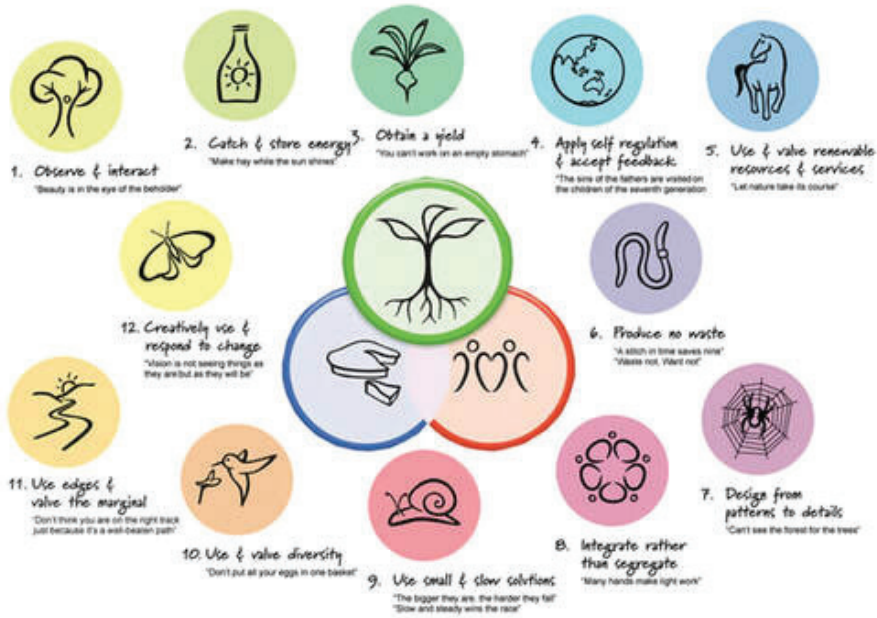 1. Observe & interact
"Beauty is in the eye of the beholder"
2. Catch & store energy
"Make hay while the sun shines"
3. Obtain a yield
"You can't work on an empty stomach"
4. Apply self regulation
& accept feedback
"The sins of the fathers are visited on
the children of the seventh generation
5. Use & value renewable
resources & services
"Let nature take its course"
6. Produce no waste
"A stitch in time saves nine"
"Waste not, Want not"
7. Design from
patterns to details
"Can't see the forest for the trees"
8. Integrate rather
than segregate
"Many hands make light work"
9. Use small & slow solutions
"The bigger they are, the harder they fall"
"Slow and steady wins the race"
10. Use & value diversity
"Don't put all your eggs in one basket"
11. Use edges &
value the marginal
"Don't think you are on the right track
just because it's a well-beaten path"
12. Creatively use &
respond to change
"Vision is not seeing things as
they are but as they will be"